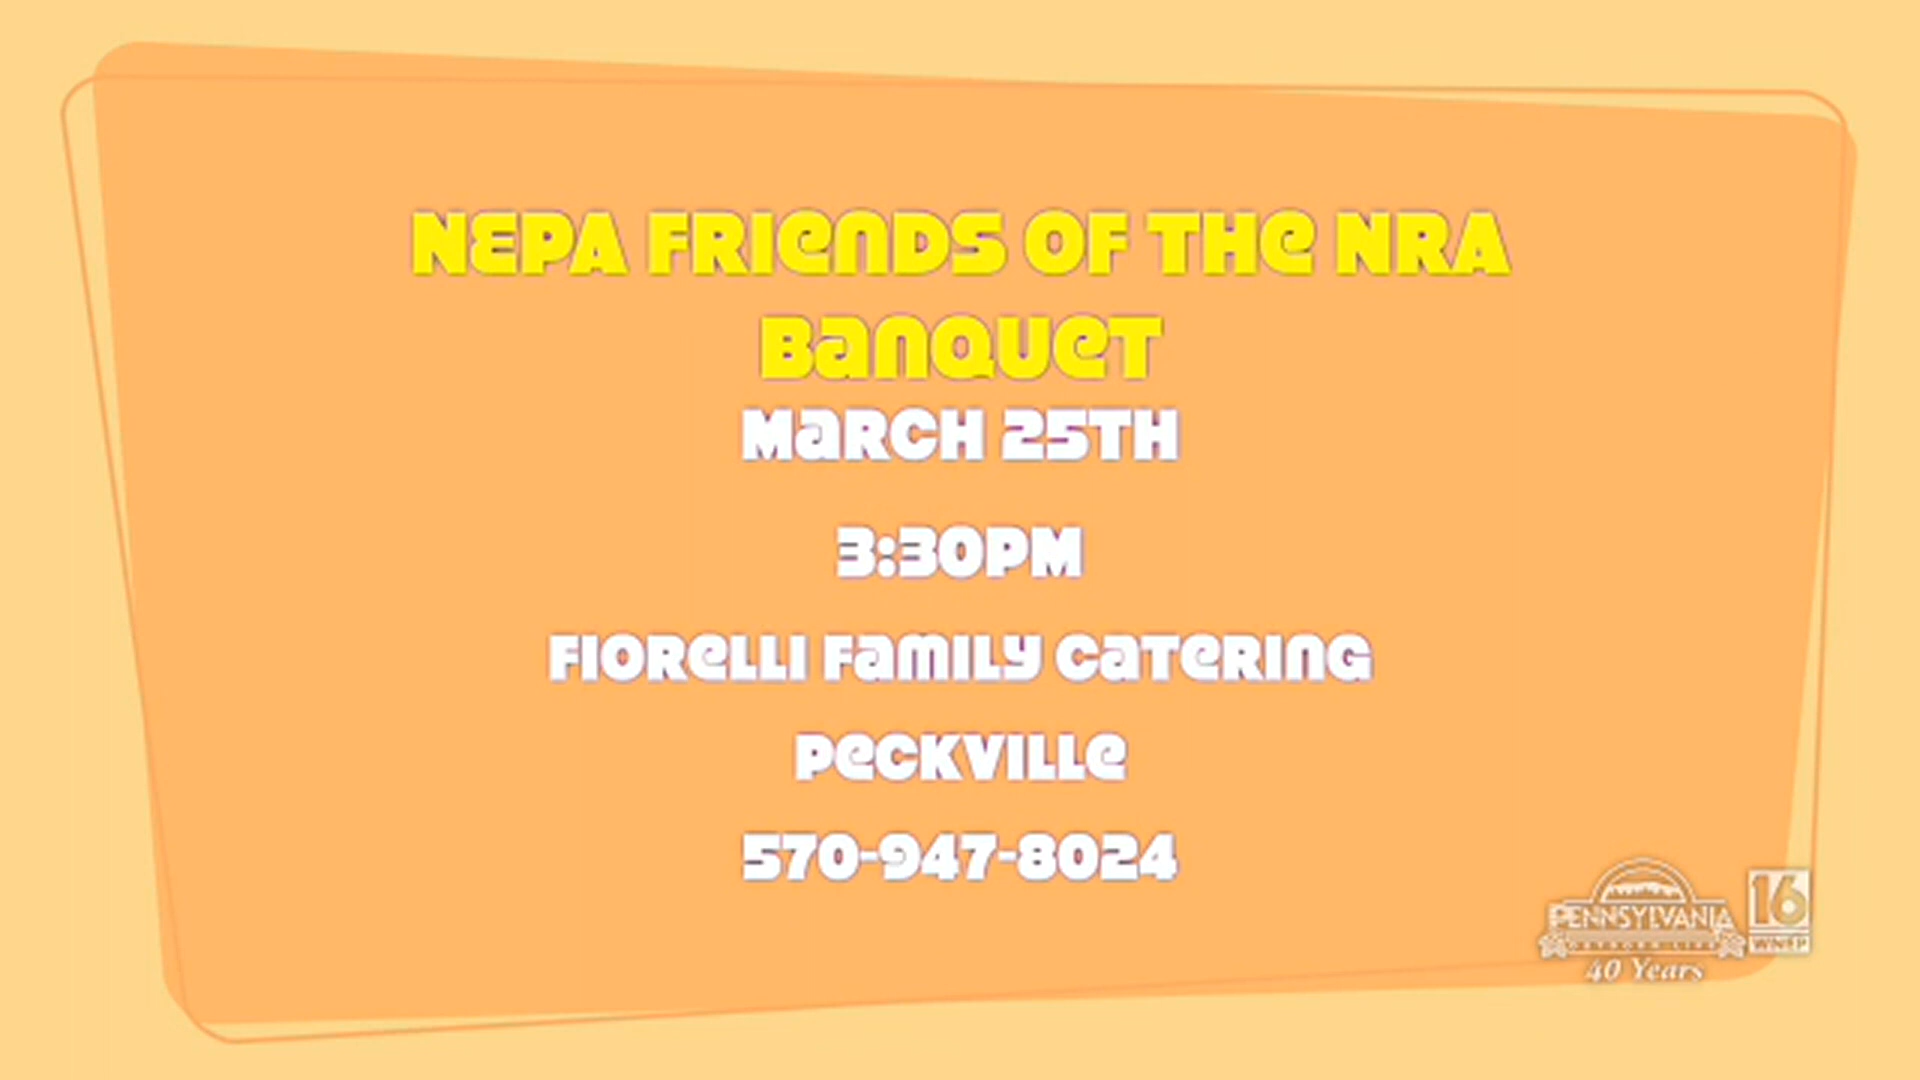 NEPA FRIENDS OF THE NRA
BANQUET
MARCH 25TH
3:30PM
FIORELLI FAMILY CATERING
PECKVILLE
570-947-8024
PENNSYLVANIA
16
WNEP
40 Years